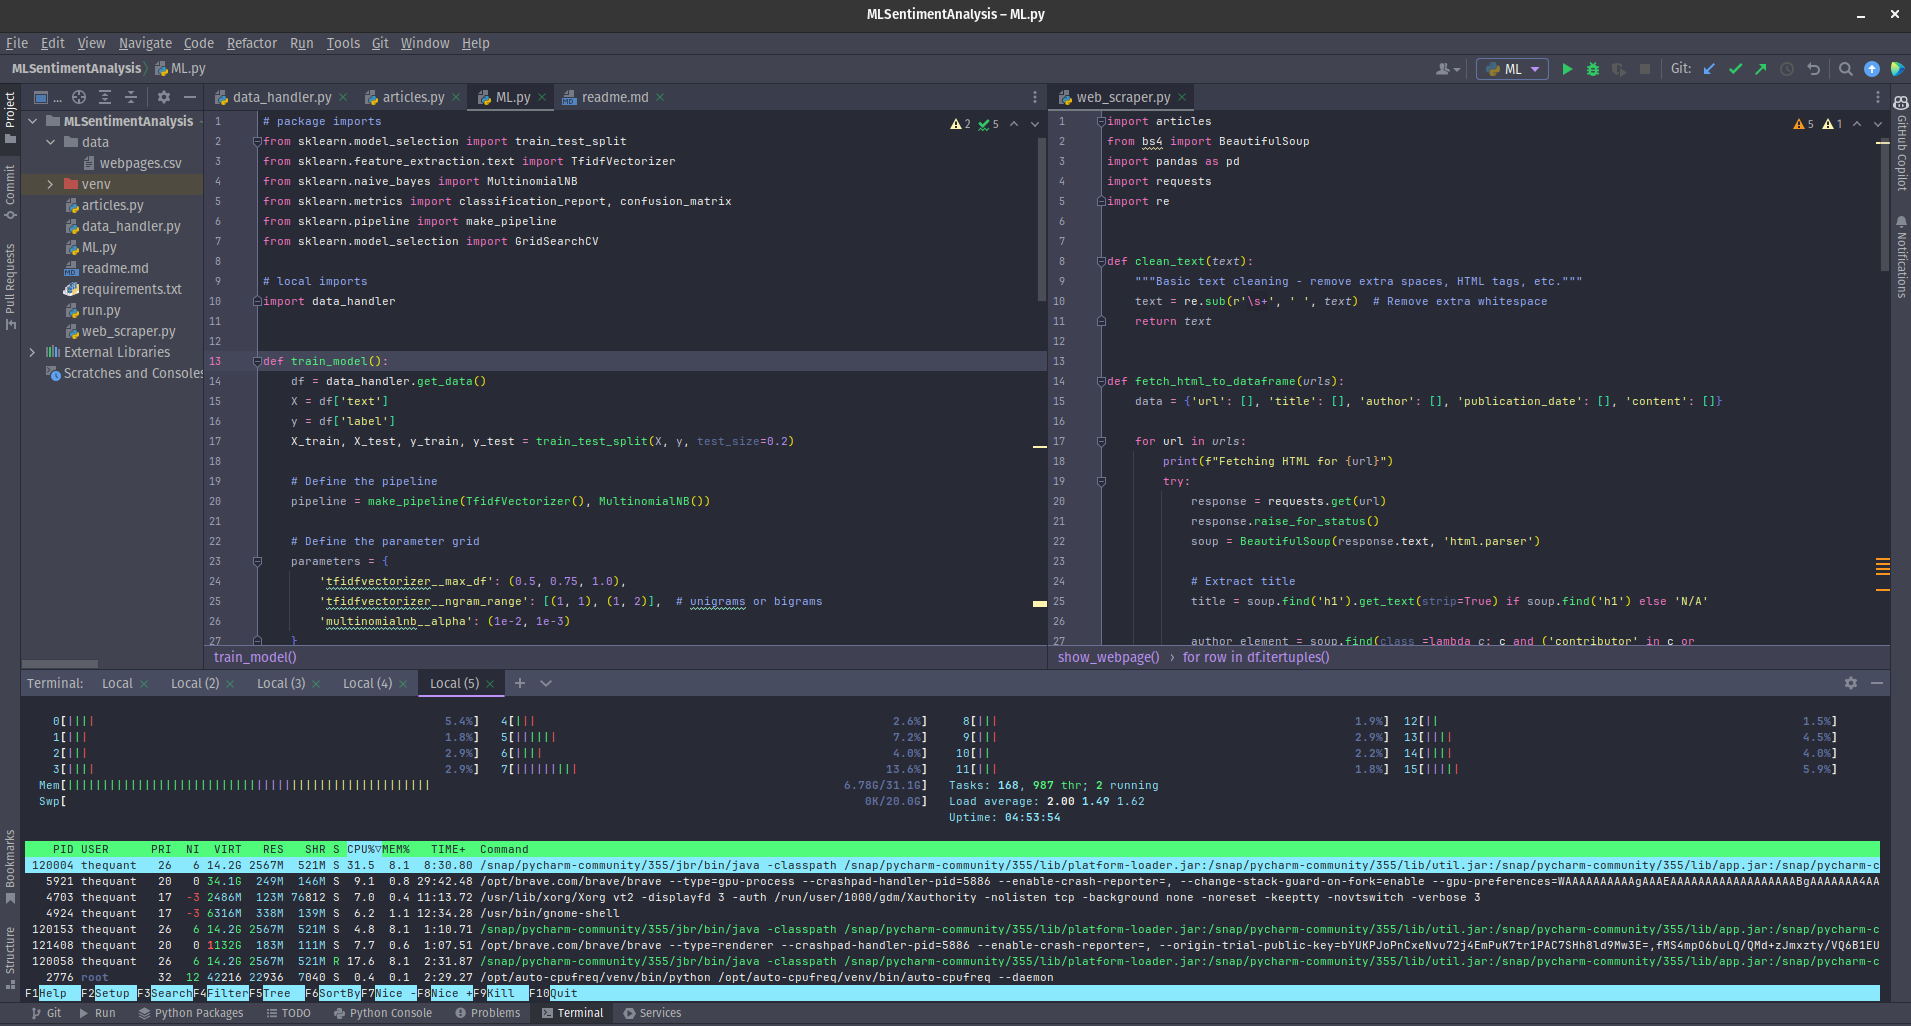 MLSentimentAnalysis – ML.py
File Edit View Navigate Code Refactor Run Tools Git Window Help
MLSentimentAnalysis ML.py
ML Git:
Project
Commit
Pull Requests
Bookmarks
Structure
...
MLSentimentAnalysis
data
webpages.csv
venv
articles.py
data_handler.py
ML.py
readme.md
requirements.txt
run.py
web_scraper.py
External Libraries
Scratches and Consoles
data_handler.py articles.py ML.py readme.md
2 5
1 # package imports
2 from sklearn.model_selection import train_test_split
3 from sklearn.feature_extraction.text import TfidfVectorizer
4 from sklearn.naive_bayes import MultinomialNB
5 from sklearn.metrics import classification_report, confusion_matrix
6 from sklearn.pipeline import make_pipeline
7 from sklearn.model_selection import GridSearchCV
8
9 # local imports
10 import data_handler
11
12
13 def train_model():
14 df = data_handler.get_data()
15 X = df['text']
16 y = df['label']
17 X_train, X_test, y_train, y_test = train_test_split(X, y, test_size=0.2)
18
19 # Define the pipeline
20 pipeline = make_pipeline(TfidfVectorizer(), MultinomialNB())
21
22 # Define the parameter grid
23 parameters = {
24 'tfidfvectorizer__max_df': (0.5, 0.75, 1.0),
25 'tfidfvectorizer__ngram_range': [(1, 1), (1, 2)], # unigrams or bigrams
26 'multinomialnb__alpha': (1e-2, 1e-3)
27 }
train_model()
web_scraper.py
5 1
1 import articles
2 from bs4 import BeautifulSoup
3 import pandas as pd
4 import requests
5 import re
6
7
8 def clean_text(text):
9 """Basic text cleaning - remove extra spaces, HTML tags, etc."""
10 text = re.sub(r'\s+', ' ', text) # Remove extra whitespace
11 return text
12
13
14 def fetch_html_to_dataframe(urls):
15 data = {'url': [], 'title': [], 'author': [], 'publication_date': [], 'content': []}
16
17 for url in urls:
18 print(f"Fetching HTML for {url}")
19 try:
20 response = requests.get(url)
21 response.raise_for_status()
22 soup = BeautifulSoup(response.text, 'html.parser')
23
24 # Extract title
25 title = soup.find('h1').get_text(strip=True) if soup.find('h1') else 'N/A'
26
27 author_element = soup.find(class_=lambda c: c and ('contributor' in c or
show_webpage() › for row in df.itertuples()
GitHub Copilot
Notifications
Terminal: Local Local (2) Local (3) Local (4) Local (5)
0[|||| 5.4%] 4[||| 2.6%] 8[||| 1.9%] 12[|| 1.5%]
1[||| 1.8%] 5[|||||| 7.2%] 9[||| 2.9%] 13[|||| 4.5%]
2[||| 2.9%] 6[|||| 4.0%] 10[|| 2.2%] 14[|||| 4.0%]
3[|||| 2.9%] 7[||||||||| 13.6%] 11[||| 1.8%] 15[||||| 5.9%]
Mem[||||||||||||||||||||||||||||||||||||||||||||||||||||| 6.78G/31.1G] Tasks: 168, 987 thr; 2 running
Swp[ 0K/20.0G] Load average: 2.00 1.49 1.62
Uptime: 04:53:54
PID USER PRI NI VIRT RES SHR S CPU%▽MEM% TIME+ Command
120004 thequant 26 6 14.2G 2567M 521M S 31.5 8.1 8:30.80 /snap/pycharm-community/355/jbr/bin/java -classpath /snap/pycharm-community/355/lib/platform-loader.jar:/snap/pycharm-community/355/lib/util.jar:/snap/pycharm-community/355/lib/app.jar:/snap/pycharm-c
5921 thequant 20 0 34.1G 249M 146M S 9.1 0.8 29:42.48 /opt/brave.com/brave/brave --type=gpu-process --crashpad-handler-pid=5886 --enable-crash-reporter=, --change-stack-guard-on-fork=enable
4703 thequant 17 -3 2486M 123M 76812 S 7.0 0.4 11:13.72 /usr/lib/xorg/Xorg vt2 -displayfd 3 -auth /run/user/1000/gdm/Xauthority -nolisten tcp -background none -noreset -keeptty -novtswitch -verbose 3
4924 thequant 17 -3 6316M 338M 139M S 6.2 1.1 12:34.28 /usr/bin/gnome-shell
120153 thequant 26 6 14.2G 2567M 521M S 4.8 8.1 1:10.71 /snap/pycharm-community/355/jbr/bin/java -classpath /snap/pycharm-community/355/lib/platform-loader.jar:/snap/pycharm-community/355/lib/util.jar:/snap/pycharm-community/355/lib/app.jar:/snap/pycharm-c
121408 thequant 20 0 1132G 183M 111M S 7.7 0.6 1:07.51 /opt/brave.com/brave/brave --type=renderer --crashpad-handler-pid=5886 --enable-crash-reporter=,
120058 thequant 26 6 14.2G 2567M 521M R 17.6 8.1 2:31.87 /snap/pycharm-community/355/jbr/bin/java -classpath /snap/pycharm-community/355/lib/platform-loader.jar:/snap/pycharm-community/355/lib/util.jar:/snap/pycharm-community/355/lib/app.jar:/snap/pycharm-c
2776 root 32 12 42216 22936 7040 S 0.4 0.1 2:29.27 /opt/auto-cpufreq/venv/bin/python /opt/auto-cpufreq/venv/bin/auto-cpufreq --daemon
F1Help F2Setup F3SearchF4FilterF5Tree F6SortByF7Nice -F8Nice +F9Kill F10Quit
Git Run Python Packages TODO Python Console Problems Terminal Services